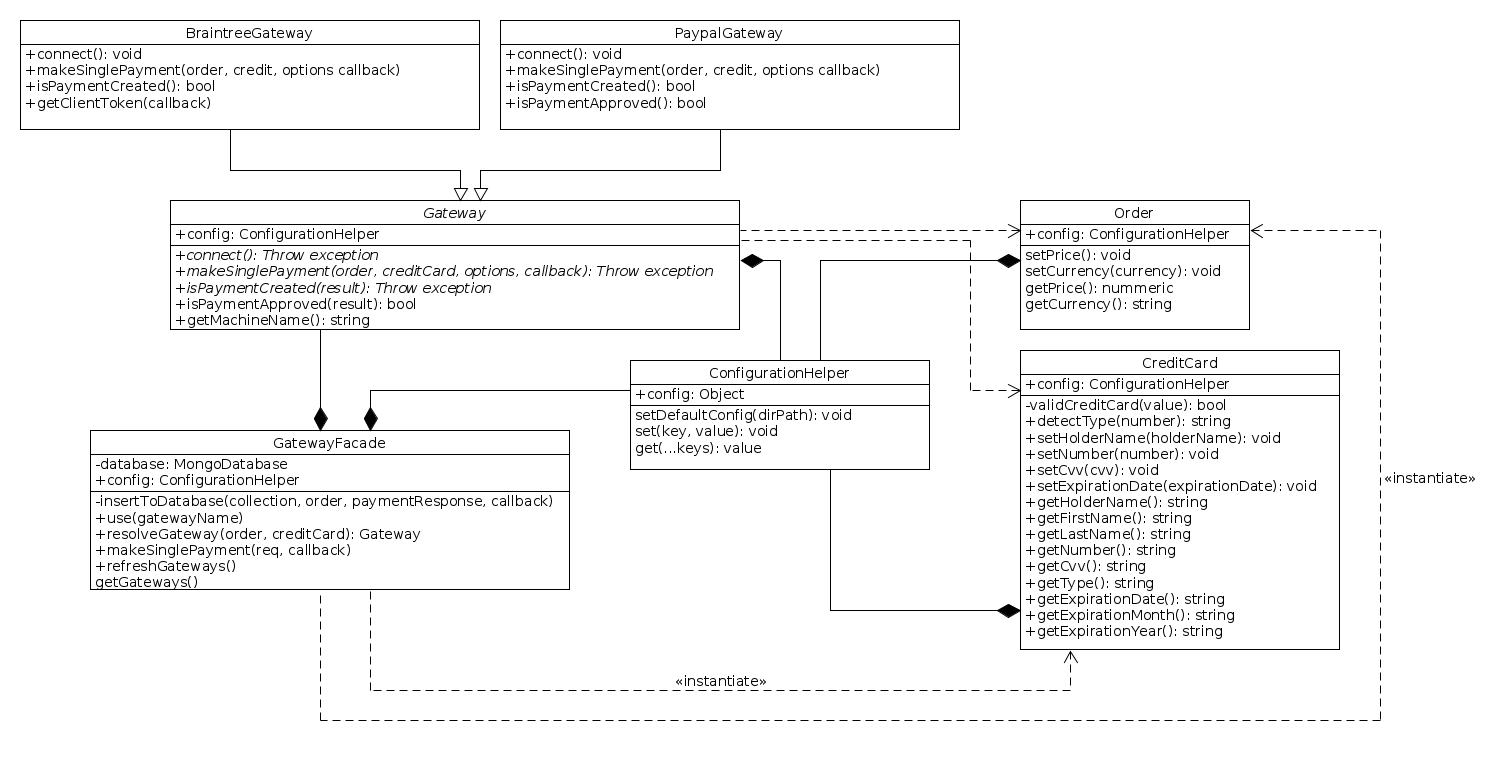 BraintreeGateway
+connect(): void
+makeSinglePayment(order, credit, options callback)
+isPaymentCreated(): bool
+getClientToken(callback)
PaypalGateway
+connect(): void
+makeSinglePayment(order, credit, options callback)
+isPaymentCreated(): bool
+isPaymentApproved(): bool
Gateway
+config: ConfigurationHelper
+connect(): Throw exception
+makeSinglePayment(order, creditCard, options, callback): Throw exception
+isPaymentCreated(result): Throw exception
+isPaymentApproved(result): bool
+getMachineName(): string
Order
+config: ConfigurationHelper
setPrice(): void
setCurrency(currency): void
getPrice(): nummeric
getCurrency(): string
ConfigurationHelper
+config: Object
setDefaultConfig(dirPath): void
set(key, value): void
get(...keys): value
CreditCard
+config: ConfigurationHelper
-validCreditCard(value): bool
+detectType(number): string
+setHolderName(holderName): void
+setNumber(number): void
+setCvv(cvv): void
+setExpirationDate(expirationDate): void
+getHolderName(): string
+getFirstName(): string
+getLastName(): string
+getNumber(): string
+getCvv(): string
+getType(): string
+getExpirationDate(): string
+getExpirationMonth(): string
+getExpirationYear(): string
«instantiate»
GatewayFacade
-database: MongoDatabase
+config: ConfigurationHelper
-insertToDatabase(collection, order, paymentResponse, callback)
+use(gatewayName)
+resolveGateway(order, creditCard): Gateway
+makeSinglePayment(req, callback)
+refreshGateways()
getGateways()
«instantiate»